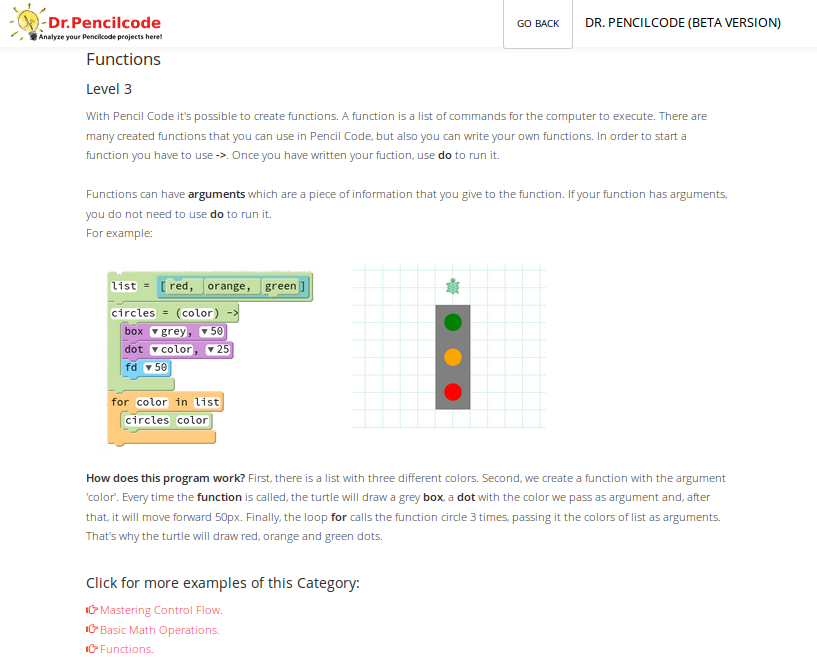 Dr.Pencilcode
Analyze your Pencilcode projects here!
GO BACK
DR. PENCILCODE (BETA VERSION)
Functions
Level 3
With Pencil Code it's possible to create functions. A function is a list of commands for the computer to execute. There are
many created functions that you can use in Pencil Code, but also you can write your own functions. In order to start a
function you have to use ->. Once you have written your fuction, use do to run it.
Functions can have arguments which are a piece of information that you give to the function. If your function has arguments,
you do not need to use do to run it.
For example:
list = [red, orange, green]
circles = (color) ->
box ▼grey, ▼50
dot ▼color, ▼25
fd ▼50
for color in list
circles color
How does this program work? First, there is a list with three different colors. Second, we create a function with the argument
'color'. Every time the function is called, the turtle will draw a grey box, a dot with the color we pass as argument and, after
that, it will move forward 50px. Finally, the loop for calls the function circle 3 times, passing it the colors of list as arguments.
That's why the turtle will draw red, orange and green dots.
Click for more examples of this Category:
Mastering Control Flow.
Basic Math Operations.
Functions.